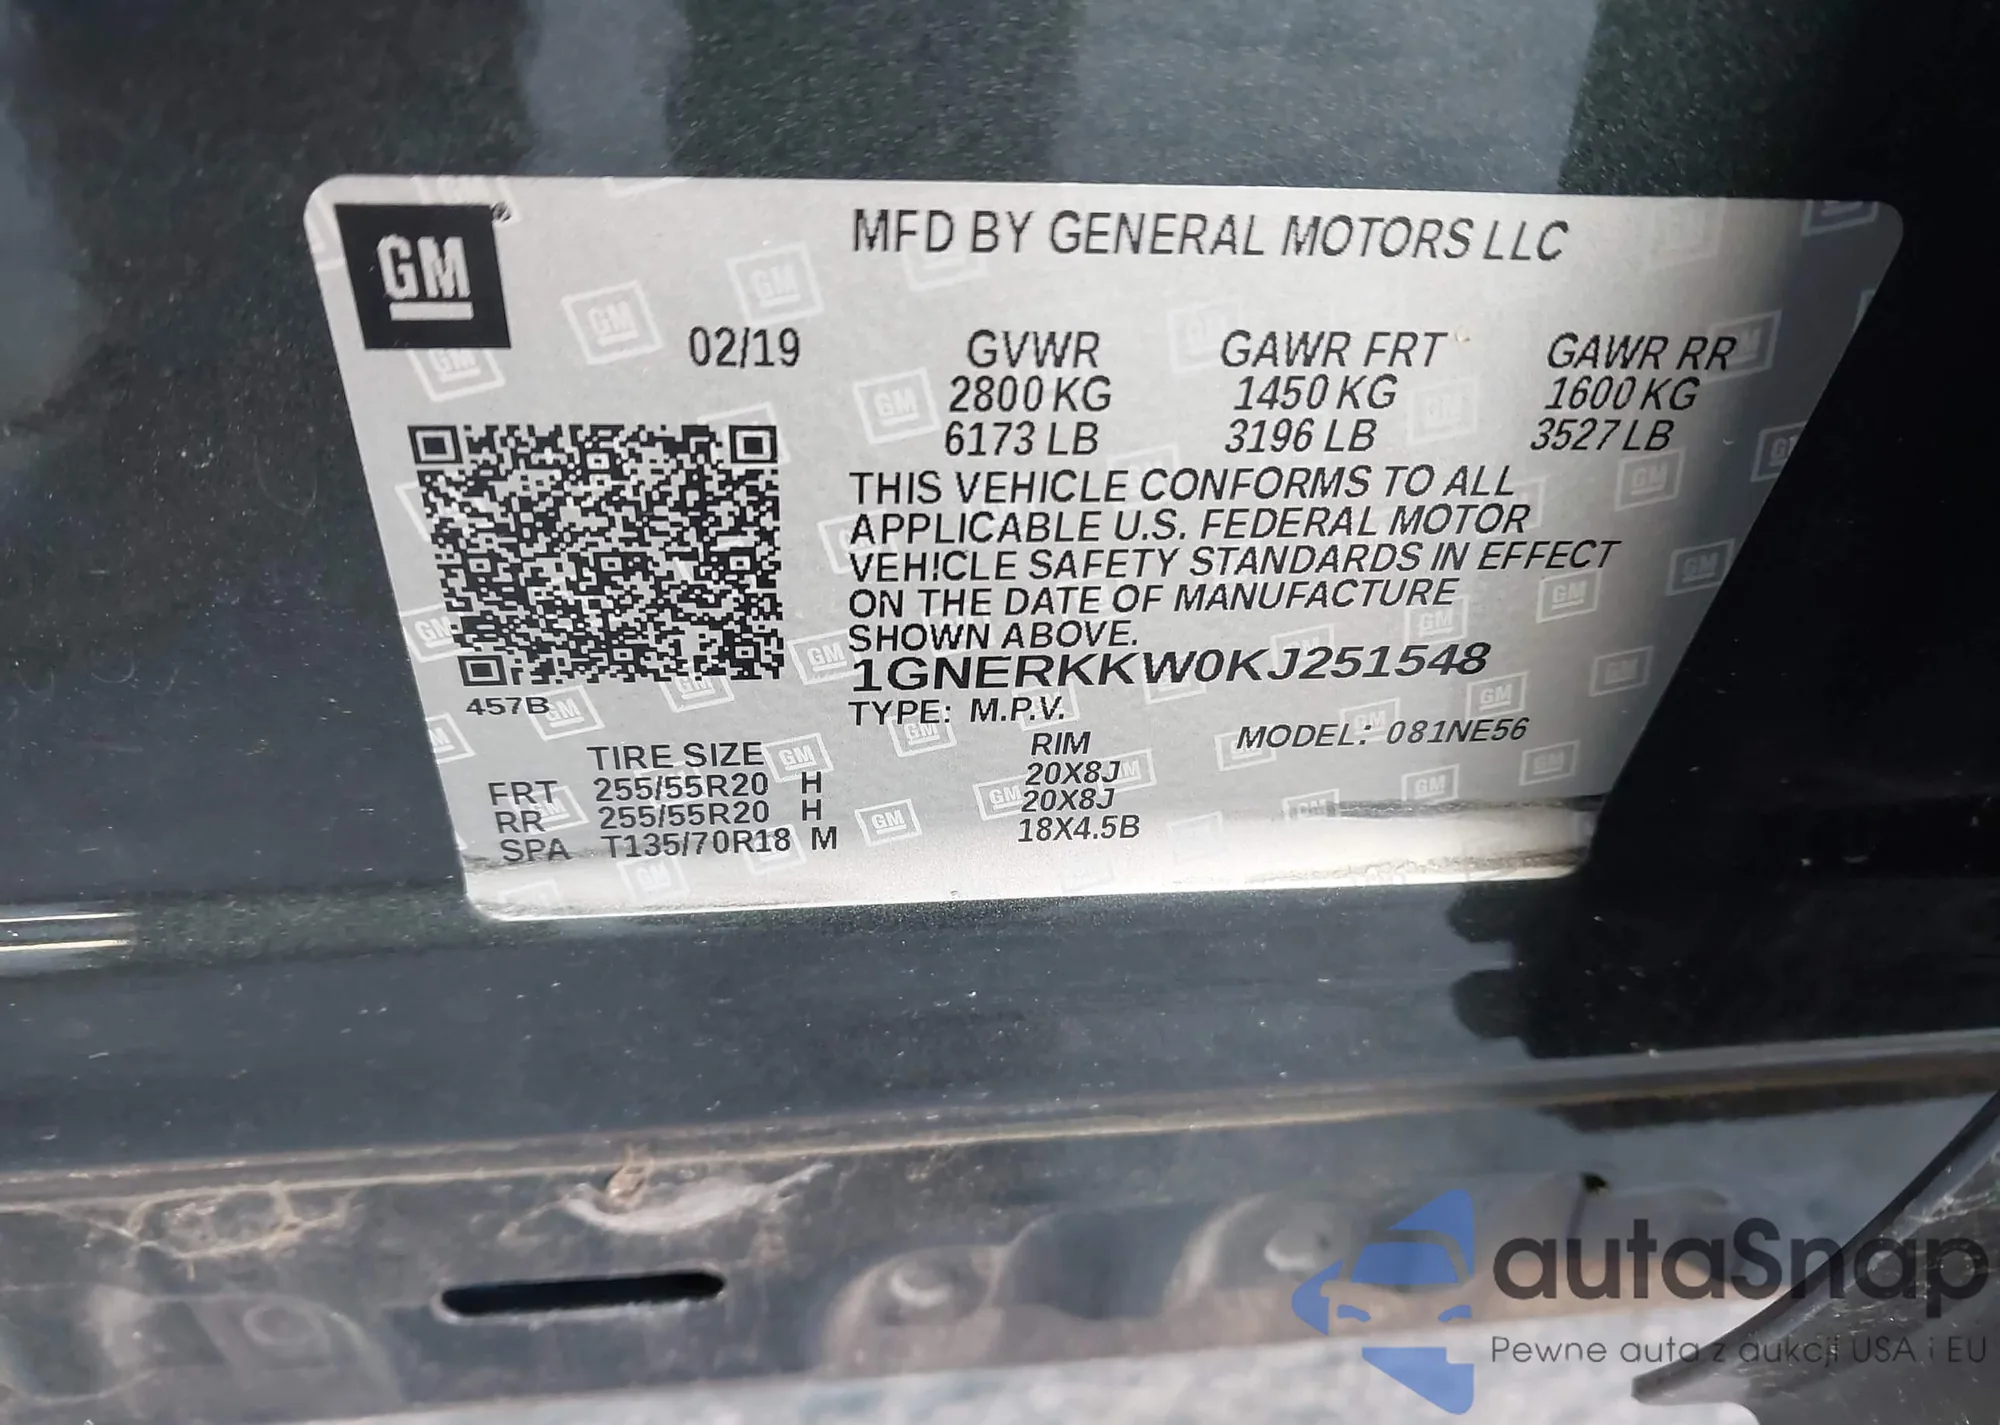 GM®
MFD BY GENERAL MOTORS LLC
02/19 GVWR GAWR FRT GAWR RR
2800 KG 1450 KG 1600 KG
6173 LB 3196 LB 3527 LB
THIS VEHICLE CONFORMS TO ALL
APPLICABLE U.S. FEDERAL MOTOR
VEHICLE SAFETY STANDARDS IN EFFECT
ON THE DATE OF MANUFACTURE
SHOWN ABOVE.
1GNERKKW0KJ251548
457B
TYPE: M.P.V. MODEL: 081NE56
TIRE SIZE RIM
FRT 255/55R20 H 20X8J
RR 255/55R20 H 20X8J
SPA T135/70R18 M 18X4.5B
autaSnap
Pewne auta z aukcji USA i EU